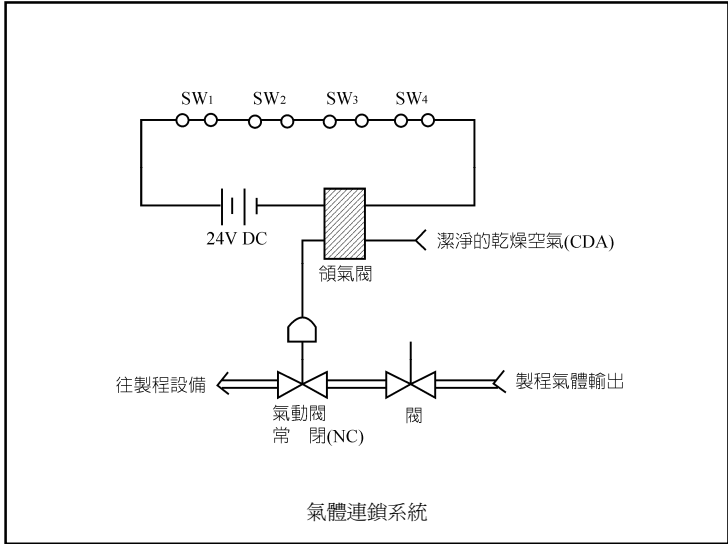 SW1 SW2 SW3 SW4
24V DC
潔淨的乾燥空氣(CDA)
領氣閥
往製程設備
製程氣體輸出
氣動閥
常 閉(NC)
閥
氣體連鎖系統